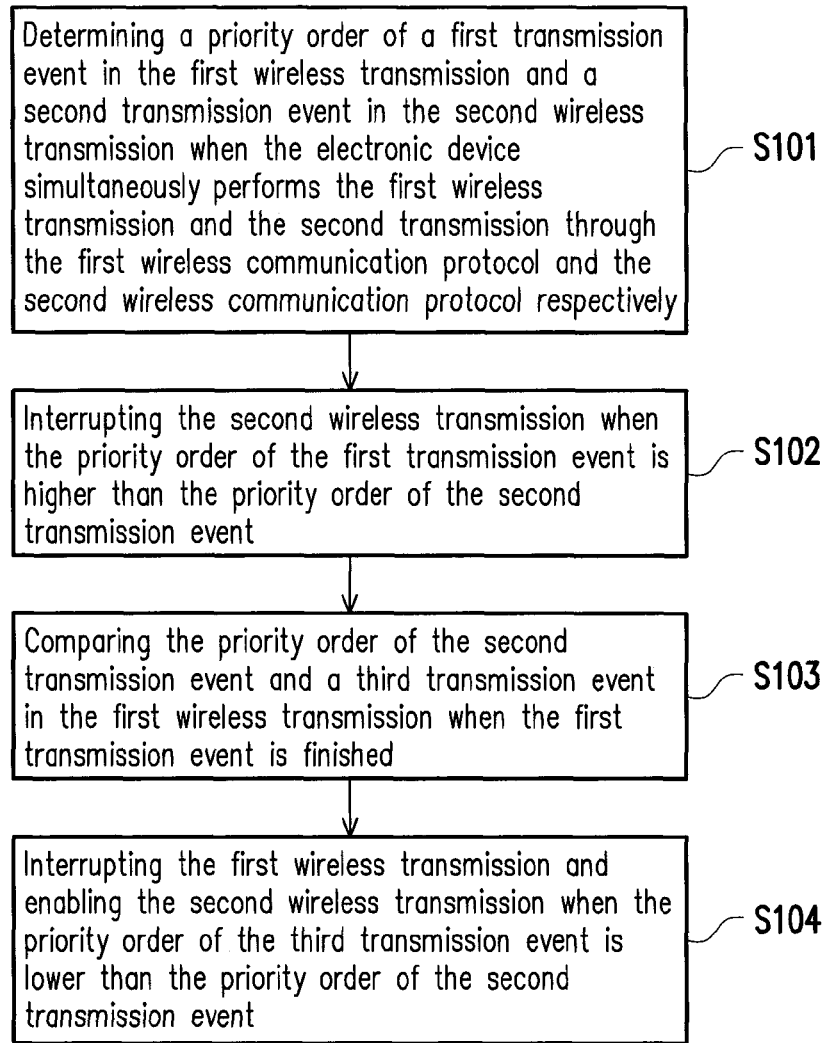 Determining a priority order of a first transmission
event in the first wireless transmission and a
second transmission event in the second wireless
transmission when the electronic device
simultaneously performs the first wireless
transmission and the second transmission through
the first wireless communication protocol and the
second wireless communication protocol respectively
S101
Interrupting the second wireless transmission when
the priority order of the first transmission event is
higher than the priority order of the second
transmission event
S102
Comparing the priority order of the second
transmission event and a third transmission event
in the first wireless transmission when the first
transmission event is finished
S103
Interrupting the first wireless transmission and
enabling the second wireless transmission when the
priority order of the third transmission event is
lower than the priority order of the second
transmission event
S104